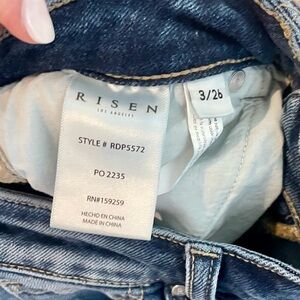 RISEN
LOS ANGELES
STYLE # RDP5572
PO 2235
RN#159259
HECHO EN CHINA
MADE IN CHINA
3/26